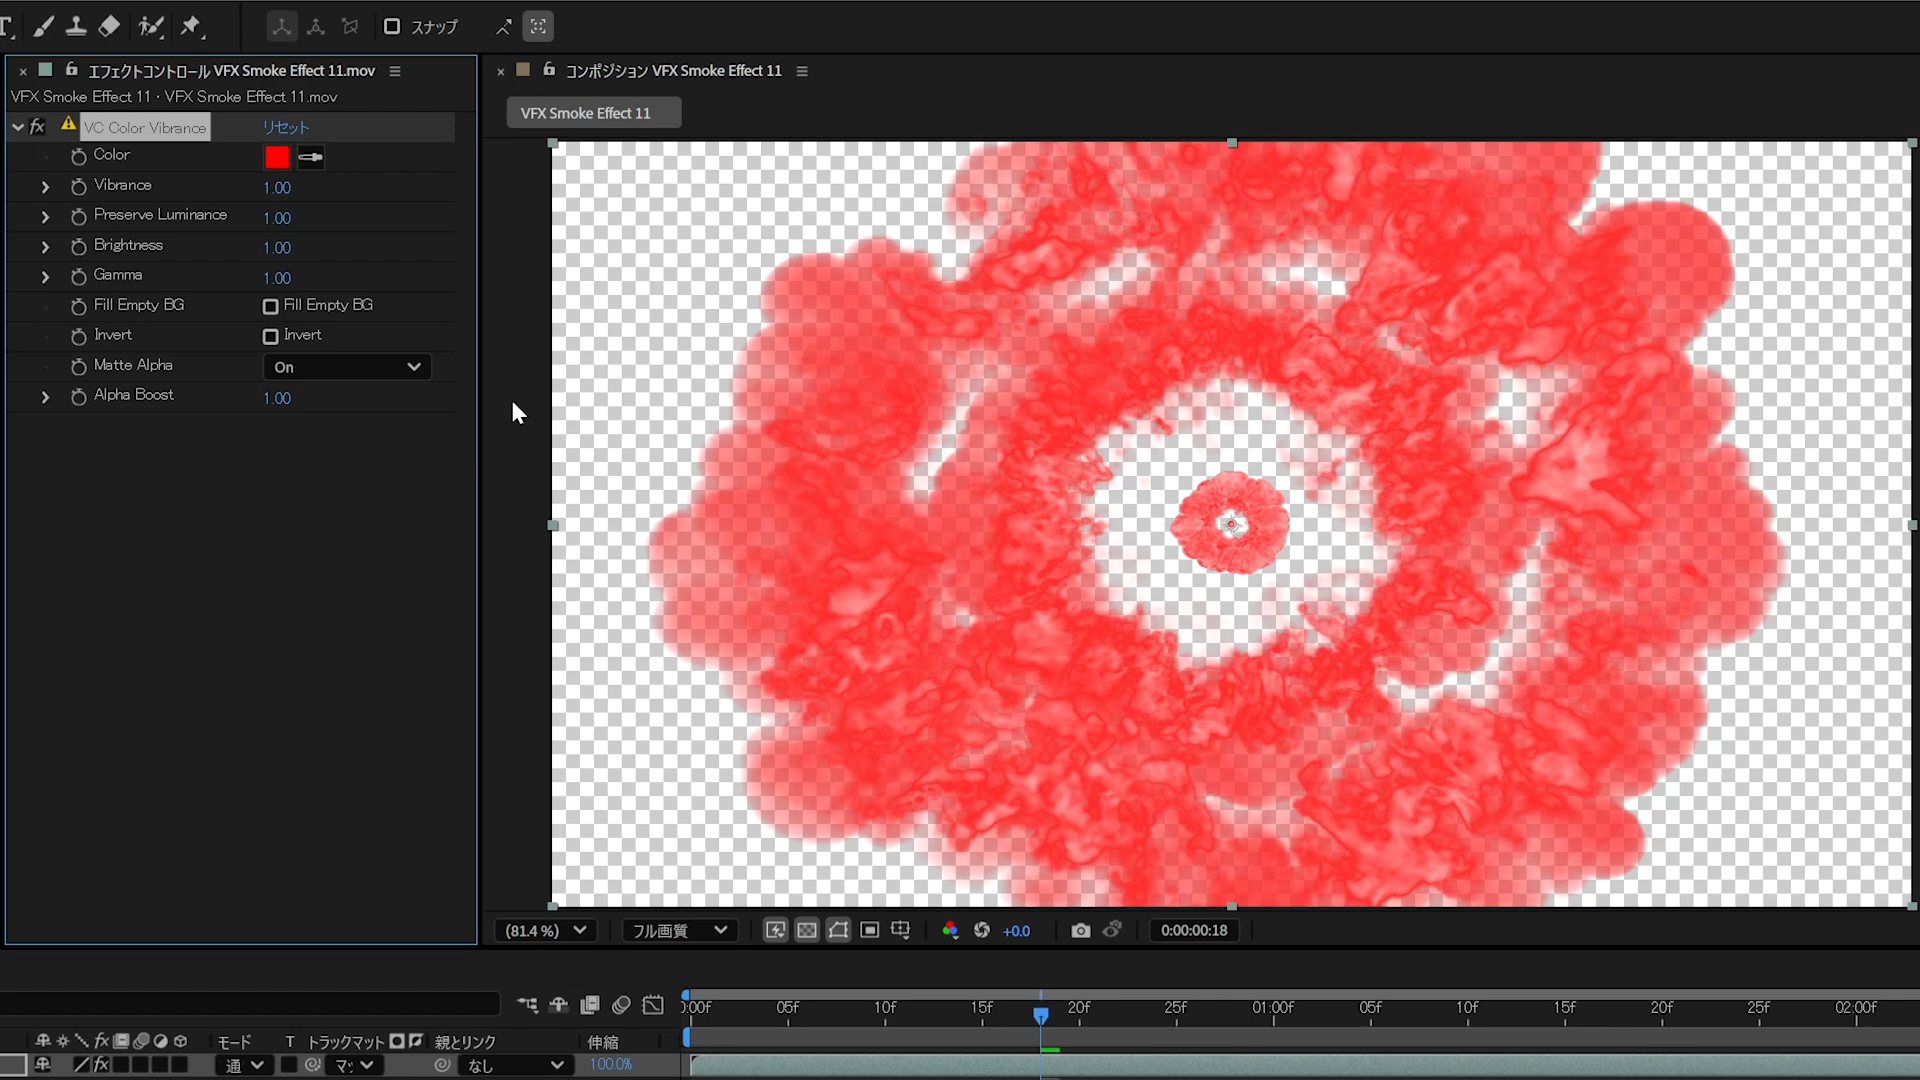 スナップ
エフェクトコントロール VFX Smoke Effect 11.mov
コンポジション VFX Smoke Effect 11
VFX Smoke Effect 11・VFX Smoke Effect 11.mov
VFX Smoke Effect 11
fx VC Color Vibrance リセット
Color
Vibrance 1.00
Preserve Luminance 1.00
Brightness 1.00
Gamma 1.00
Fill Empty BG Fill Empty BG
Invert Invert
Matte Alpha On
Alpha Boost 1.00
(81.4 %) フル画質 +0.0 0:00:00:18
0:00f 05f 10f 15f 20f 25f 01:00f 05f 10f 15f 20f 25f 02:00f
fx モード T トラックマット 親とリンク 伸縮
fx 通 マッ なし 100.0%